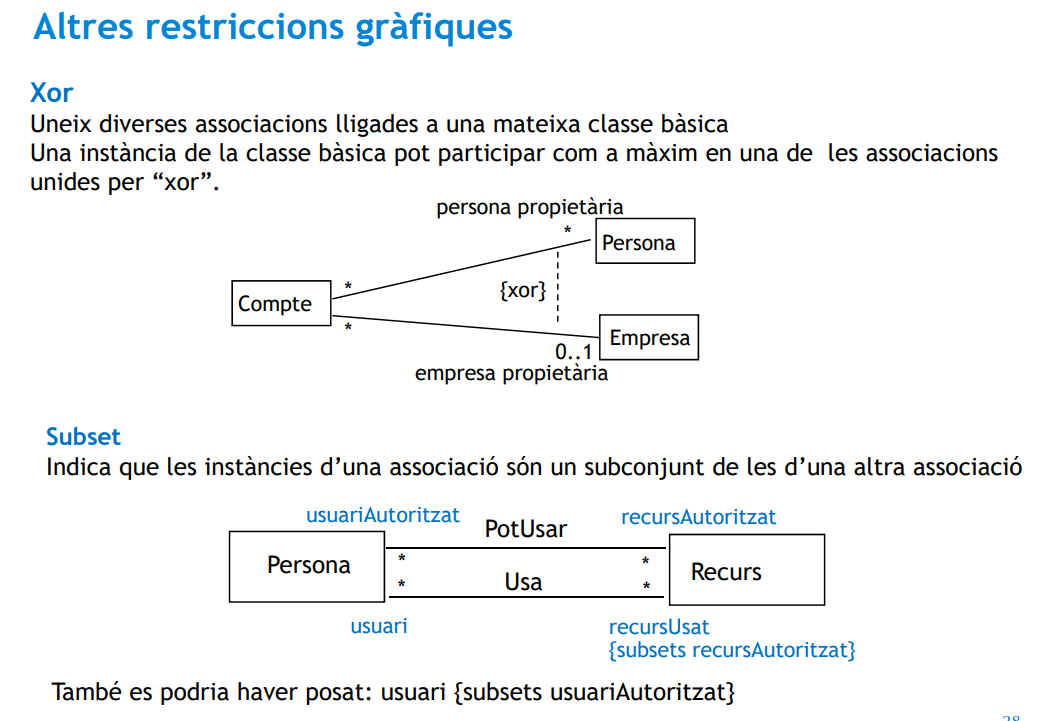 Altres restriccions gràfiques
Xor
Uneix diverses associacions lligades a una mateixa classe bàsica
Una instància de la classe bàsica pot participar com a màxim en una de les associacions
unides per “xor”.
persona propietària
*
Persona
*
{xor}
Compte
*
Empresa
0..1
empresa propietària
Subset
Indica que les instàncies d’una associació són un subconjunt de les d’una altra associació
usuariAutoritzat
PotUsar
recursAutoritzat
Persona
*
*
Recurs
*
Usa
*
usuari
recursUsat
{subsets recursAutoritzat}
També es podria haver posat: usuari {subsets usuariAutoritzat}